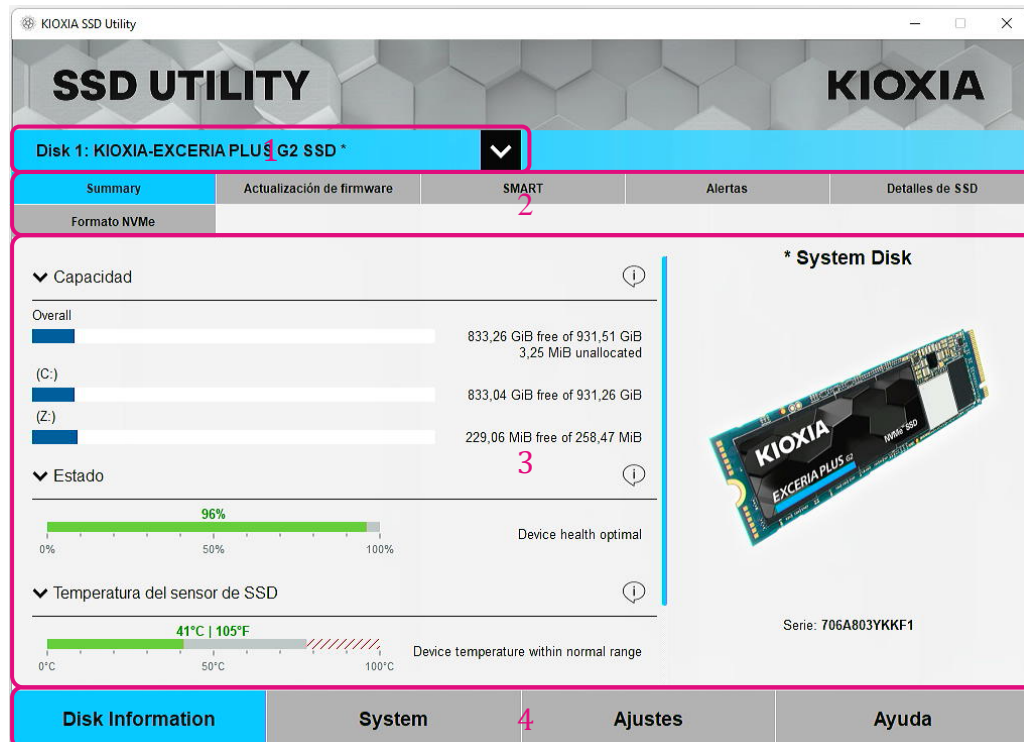 KIOXIA SSD Utility
SSD UTILITY
KIOXIA
Disk 1: KIOXIA-EXCERIA PLUS G2 SSD *
1
Summary
Actualización de firmware
SMART
Alertas
Detalles de SSD
2
Formato NVMe
* System Disk
Capacidad
Overall
833,26 GiB free of 931,51 GiB
3,25 MiB unallocated
(C:)
833,04 GiB free of 931,26 GiB
(Z:)
229,06 MiB free of 258,47 MiB
3
Estado
96%
Device health optimal
0% 50% 100%
Temperatura del sensor de SSD
41°C | 105°F
Device temperature within normal range
0°C 50°C 100°C
KIOXIA
NVMe™ SSD
EXCERIA PLUS G2
Serie: 706A803YKKF1
Disk Information
System
4
Ajustes
Ayuda